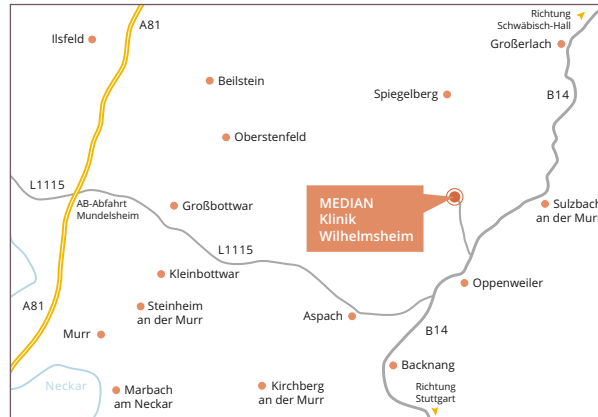 Richtung
Schwäbisch-Hall
A81
Ilsfeld
Großerlach
Beilstein
Spiegelberg
B14
Oberstenfeld
L1115
AB-Abfahrt
Mundelsheim
Großbottwar
MEDIAN
Klinik
Wilhelmsheim
Sulzbach
an der Murr
L1115
Kleinbottwar
Oppenweiler
A81
Steinheim
an der Murr
Aspach
Murr
B14
Backnang
Neckar
Marbach
am Neckar
Kirchberg
an der Murr
Richtung
Stuttgart